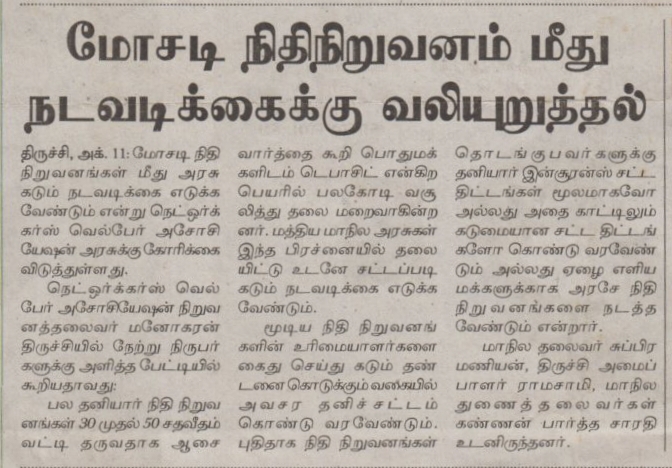 மோசடி நிதிநிறுவனம் மீது
நடவடிக்கைக்கு வலியுறுத்தல்
திருச்சி, அக். 11: மோசடி நிதி
நிறுவனங்கள் மீது அரசு
கடும் நடவடிக்கை எடுக்க
வேண்டும் என்று நெட்ஒர்க்
கர்ஸ் வெல்பேர் அசோசி
யேஷன் அரசுக்கு கோரிக்கை
விடுத்துள்ளது.
நெட்ஒர்க்கர்ஸ் வெல்
பேர் அசோசியேஷன் நிறுவ
னத்தலைவர் மனோகரன்
திருச்சியில் நேற்று நிருபர்
களுக்கு அளித்த பேட்டியில்
கூறியதாவது:
பல தனியார் நிதி நிறுவ
னங்கள் 30 முதல் 50 சதவீதம்
வட்டி தருவதாக ஆசை
வார்த்தை கூறி பொதுமக்
களிடம் டெபாசிட் என்கிற
பெயரில் பலகோடி வசூ
லித்து தலை மறைவாகின்ற
னர். மத்திய மாநில அரசுகள்
இந்த பிரச்னையில் தலை
யிட்டு உடனே சட்டப்படி
கடும் நடவடிக்கை எடுக்க
வேண்டும்.
மூடிய நிதி நிறுவனங்
களின் உரிமையாளர்களை
கைது செய்து கடும் தண்
டனை கொடுக்கும் வகையில்
அவசர தனிச்சட்டம்
கொண்டு வரவேண்டும்.
புதிதாக நிதி நிறுவனங்கள்
தொடங்குபவர்களுக்கு
தனியார் இன்சூரன்ஸ் சட்ட
திட்டங்கள் மூலமாகவோ
அல்லது அதை காட்டிலும்
கடுமையான சட்ட திட்டங்
களோ கொண்டு வரவேண்
டும் அல்லது ஏழை எளிய
மக்களுக்காக அரசே நிதி
நிறுவனங்களை நடத்த
வேண்டும் என்றார்.
மாநில தலைவர் சுப்பிர
மணியன், திருச்சி அமைப்
பாளர் ராமசாமி, மாநில
துணைத்தலைவர்கள்
கண்ணன் பார்த்த சாரதி
உடனிருந்தனர்.